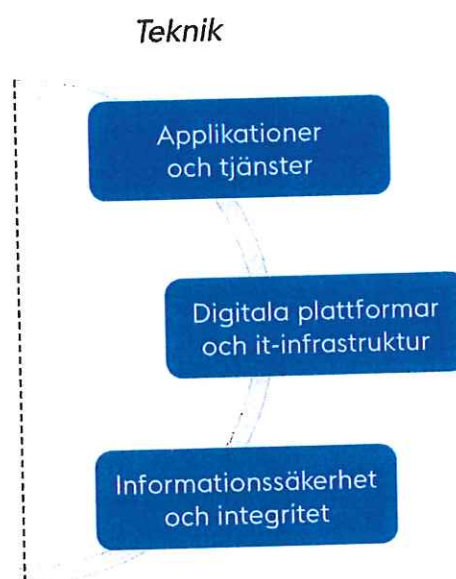 Teknik
Applikationer
och tjänster
Digitala plattformar
och it-infrastruktur
Informationssäkerhet
och integritet